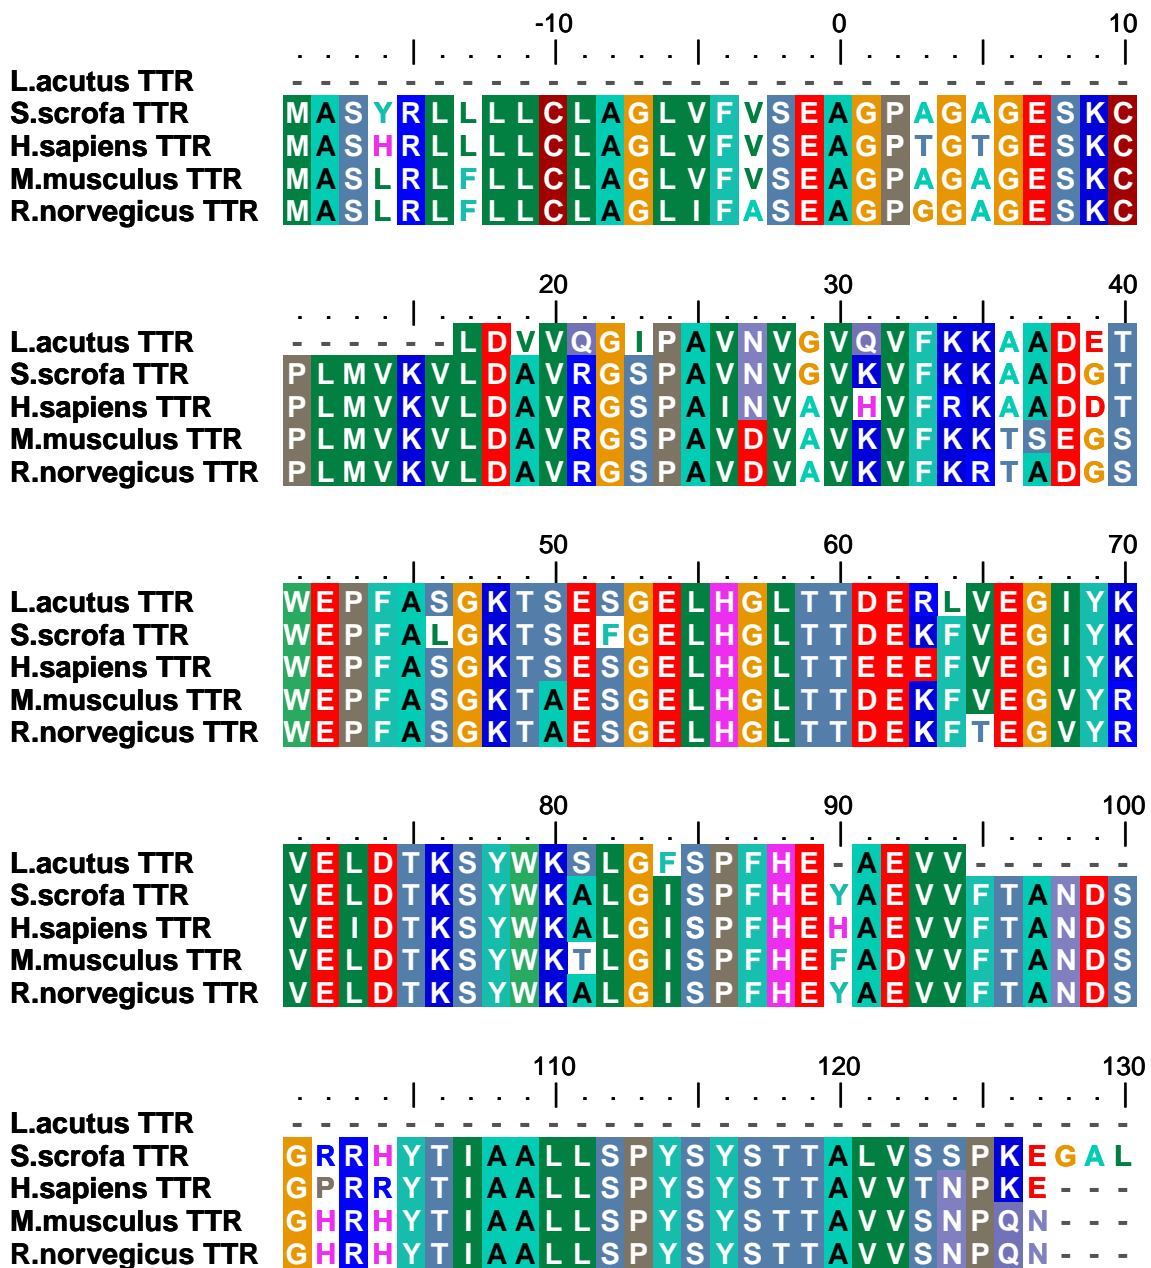 -10 0 10
L.acutus TTR ------------------------------
S.scrofa TTR MASYRLLLLCLAGLVFVSEAGPAGAGESKC
H.sapiens TTR MASHRLLLLCLAGLVFVSEAGPTGTGESKC
M.musculus TTR MASLRLFLLCLAGLVFVSEAGPAGAGESKC
R.norvegicus TTR MASLRLFLLCLAGLIFASEAGPGGAGESKC
20 30 40
L.acutus TTR ------LDVVQGIPAVNVGVQVFKKAADET
S.scrofa TTR PLMVKVLDAVRGSPAVNVGVKVFKKAADGT
H.sapiens TTR PLMVKVLDAVRGSPAINVAVHVFRKAADDT
M.musculus TTR PLMVKVLDAVRGSPAVDVAVKVFKKTSEGS
R.norvegicus TTR PLMVKVLDAVRGSPAVDVAVKVFKRTADGS
50 60 70
L.acutus TTR WEPFASGKTSESGELHGLTTDERLVEGIYK
S.scrofa TTR WEPFALGKTSEFGELHGLTTDEKFVEGIYK
H.sapiens TTR WEPFASGKTSESGELHGLTTEEEFVEGIYK
M.musculus TTR WEPFASGKTAESGELHGLTTDEKFVEGVYR
R.norvegicus TTR WEPFASGKTAESGELHGLTTDEKFTEGVYR
80 90 100
L.acutus TTR VELDTKSYWKSLGFSPFHE-AEVV------
S.scrofa TTR VELDTKSYWKALGISPFHEYAEVVFTANDS
H.sapiens TTR VEIDTKSYWKALGISPFHEHAEVVFTANDS
M.musculus TTR VELDTKSYWKTLGISPFHEFADVVFTANDS
R.norvegicus TTR VELDTKSYWKALGISPFHEYAEVVFTANDS
110 120 130
L.acutus TTR ------------------------------
S.scrofa TTR GRRHYTIAALLSPYSYSTTALVSSPKEGAL
H.sapiens TTR GPRRYTIAALLSPYSYSTTAVVTNPKE---
M.musculus TTR GHRHYTIAALLSPYSYSTTAVVSNPQN---
R.norvegicus TTR GHRHYTIAALLSPYSYSTTAVVSNPQN---